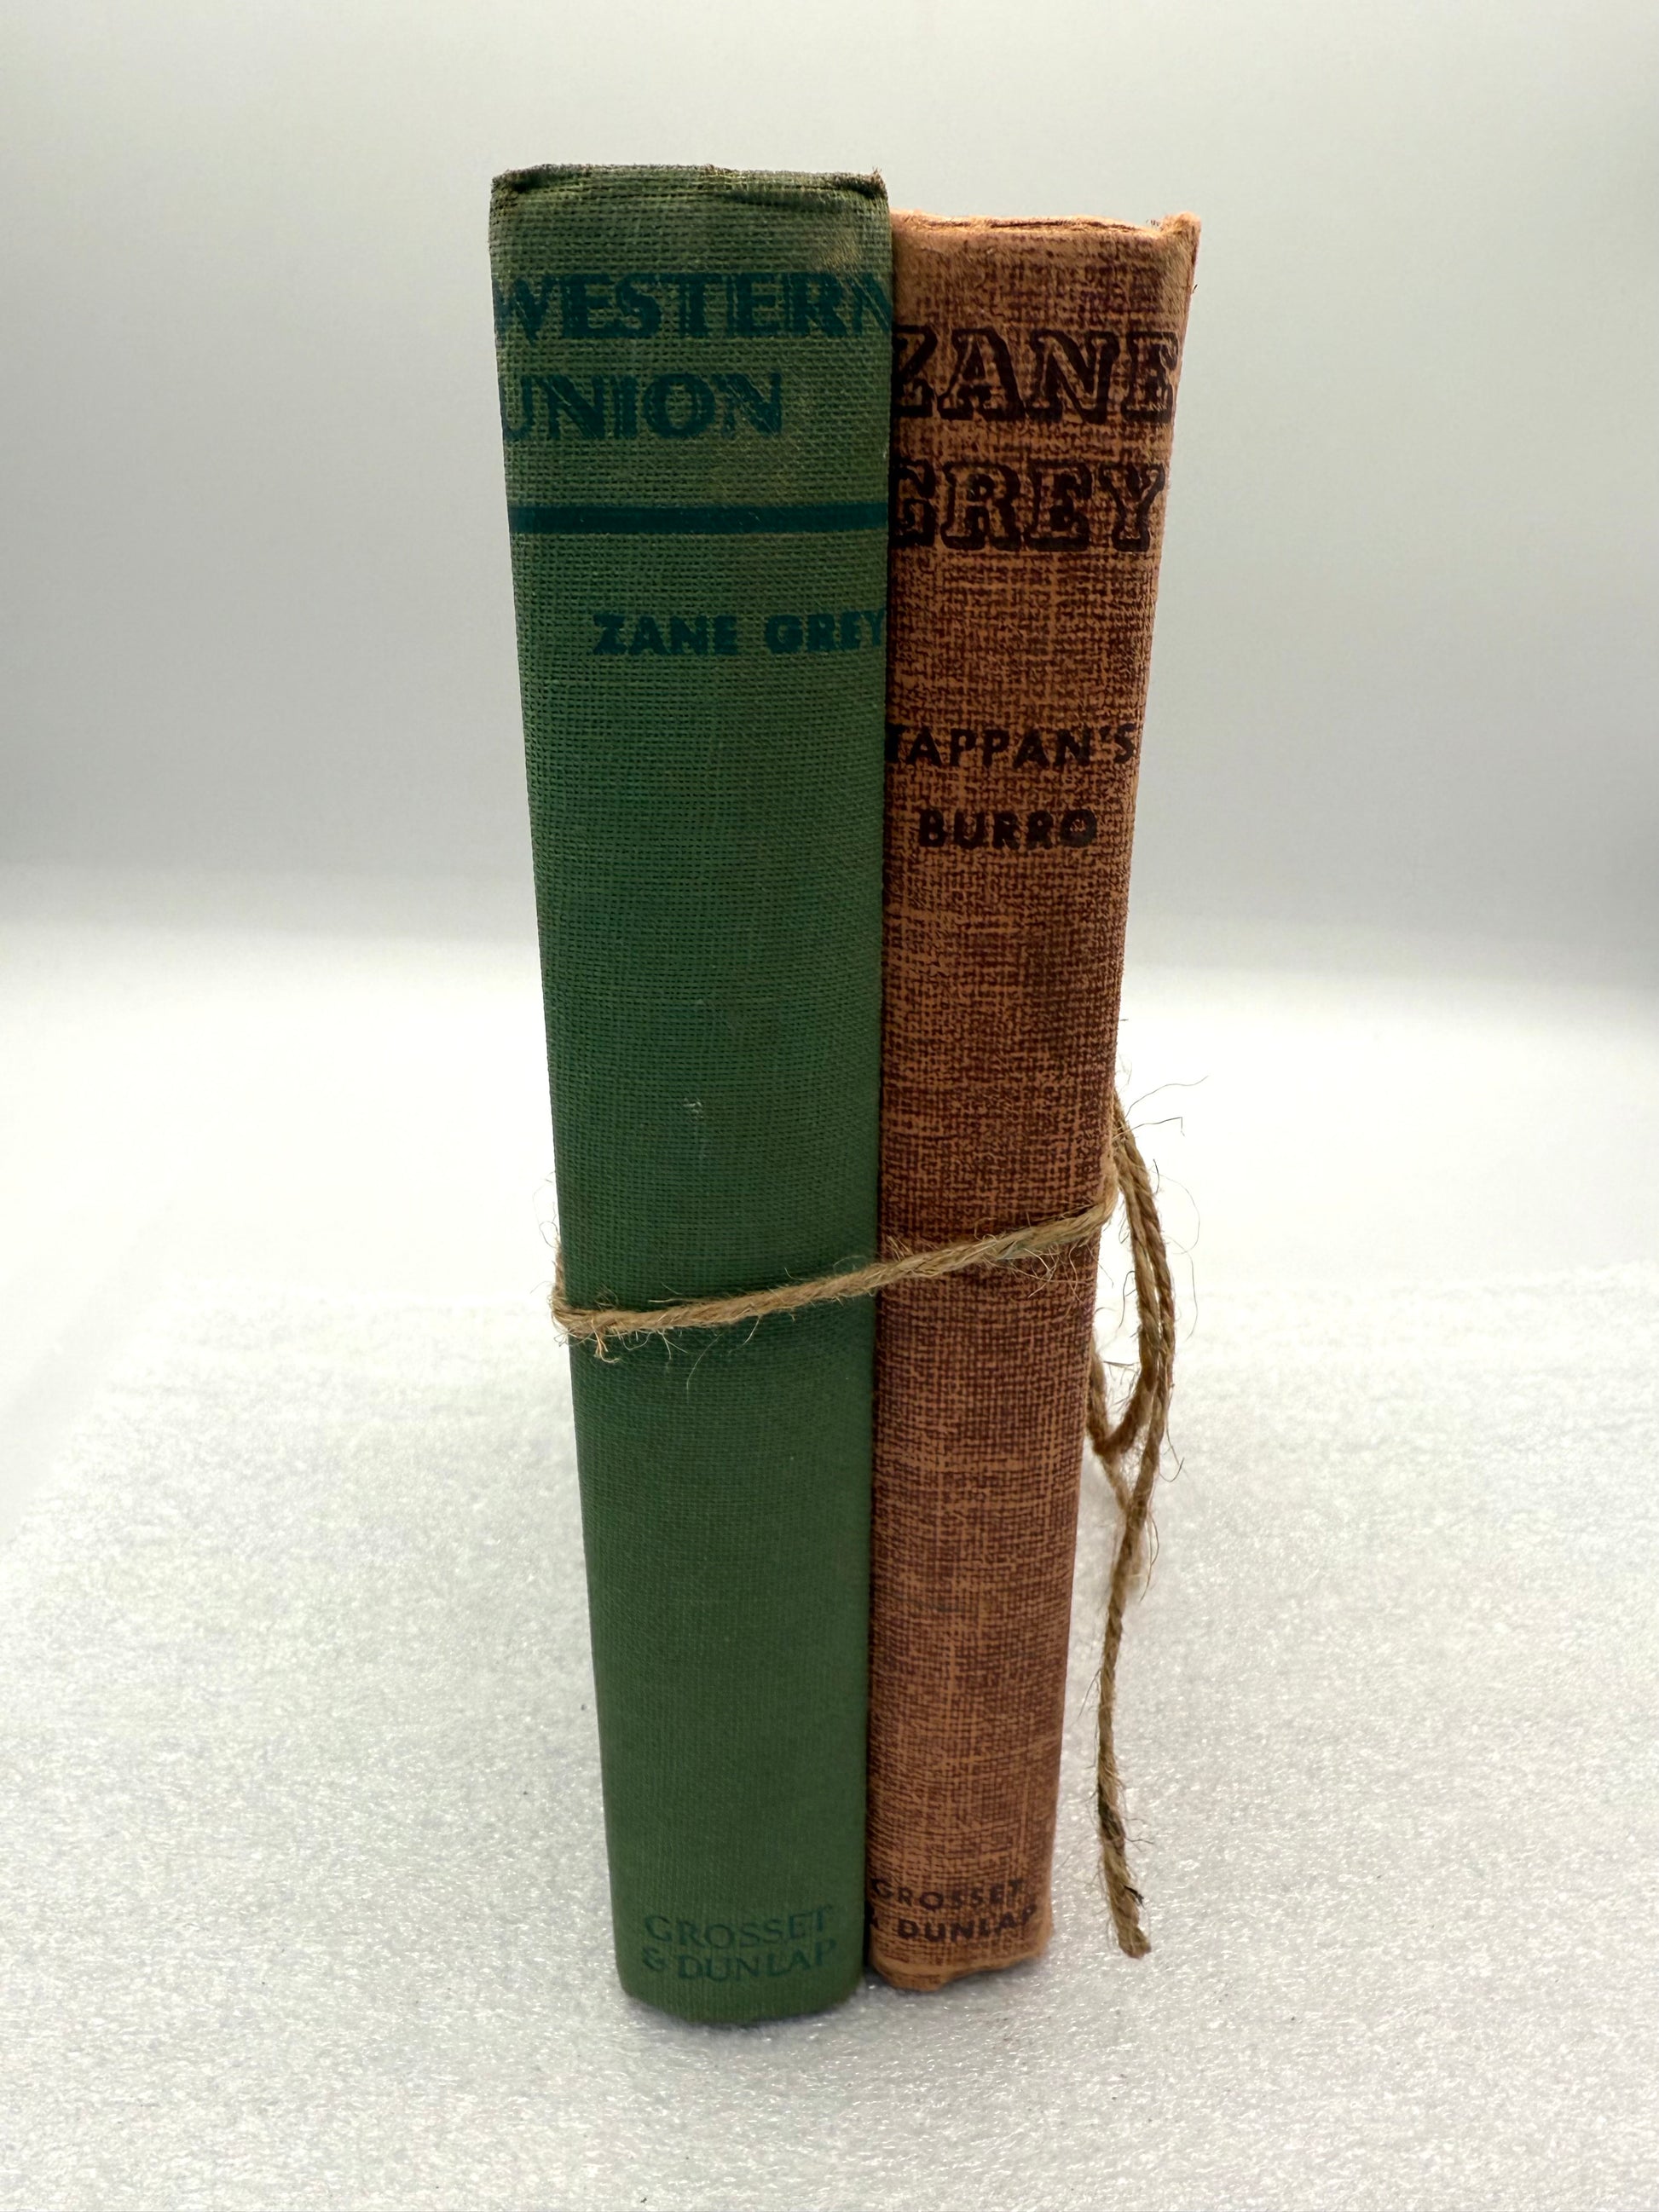 WESTERN
UNION
ZANE GREY
GROSSET
& DUNLAP
ZANE
GREY
TAPPAN'S
BURRO
GROSSET
& DUNLAP